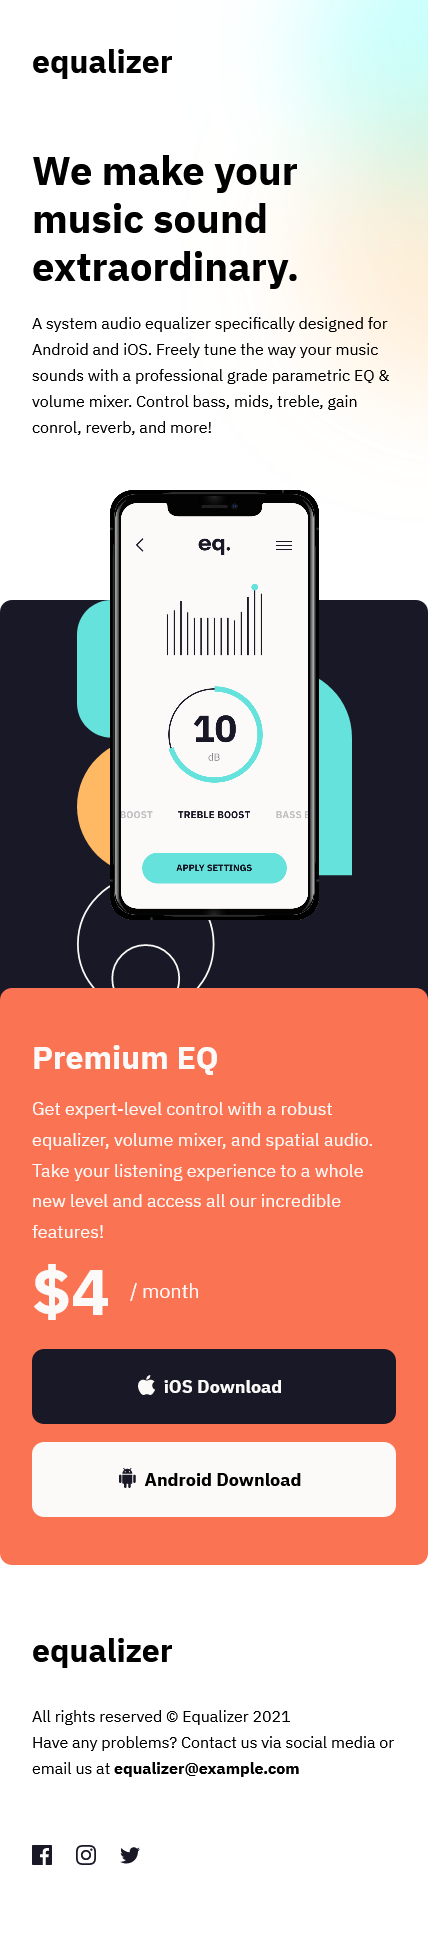 equalizer
We make your
music sound
extraordinary.
A system audio equalizer specifically designed for
Android and iOS. Freely tune the way your music
sounds with a professional grade parametric EQ &
volume mixer. Control bass, mids, treble, gain
conrol, reverb, and more!
eq.
10
dB
BOOST TREBLE BOOST BASS
APPLY SETTINGS
Premium EQ
Get expert-level control with a robust
equalizer, volume mixer, and spatial audio.
Take your listening experience to a whole
new level and access all our incredible
features!
$4 / month
iOS Download
Android Download
equalizer
All rights reserved © Equalizer 2021
Have any problems? Contact us via social media or
email us at equalizer@example.com